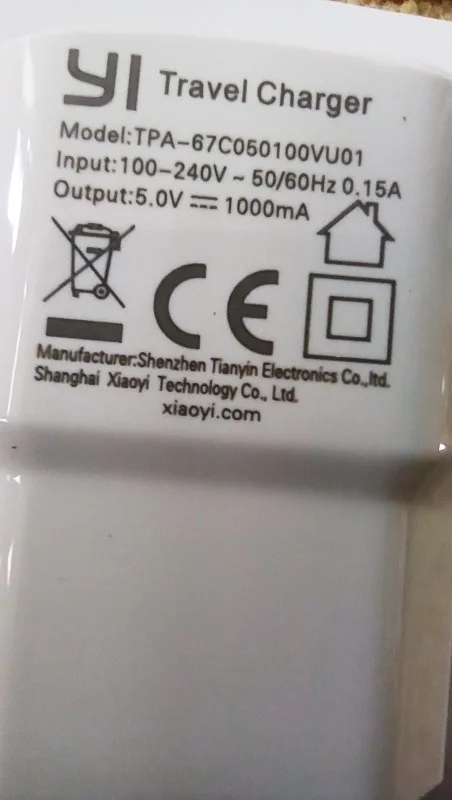 YI Travel Charger
Model:TPA-67C050100VU01
Input:100-240V ~ 50/60Hz 0.15A
Output:5.0V ⎓ 1000mA
CE
Manufacturer:Shenzhen Tianyin Electronics Co.,ltd.
Shanghai Xiaoyi Technology Co., Ltd.
xiaoyi.com